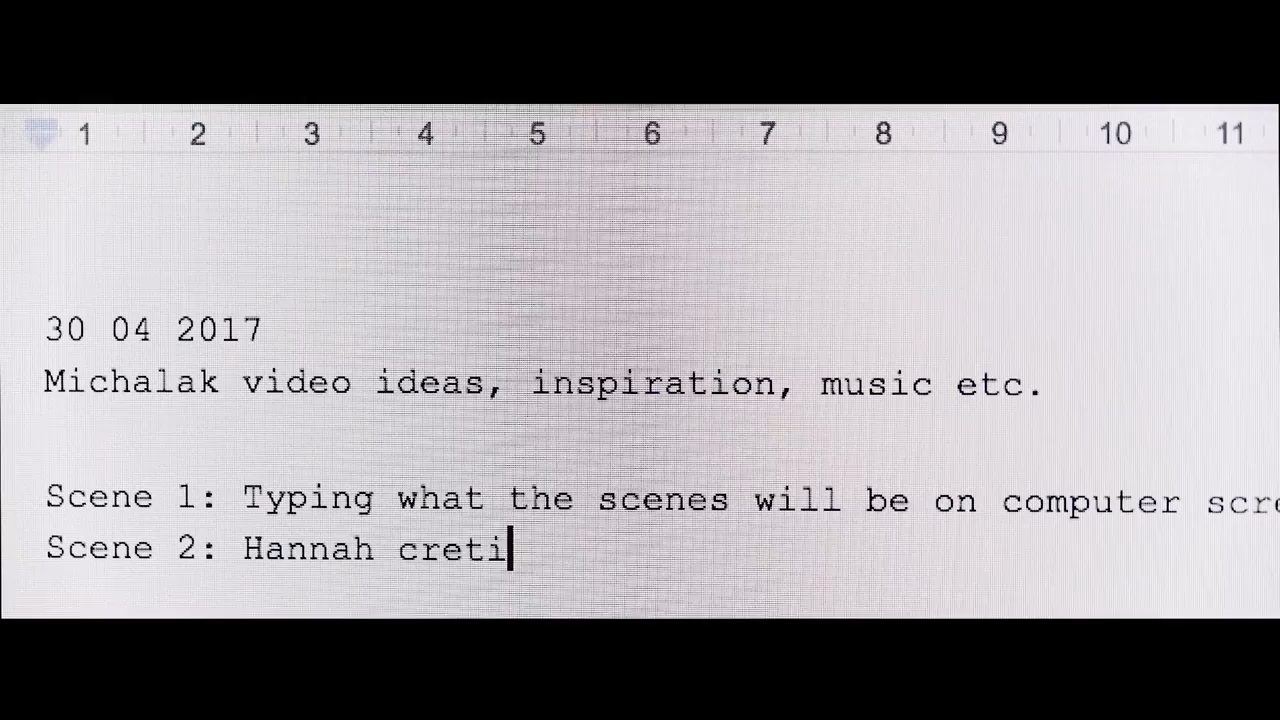 1 2 3 4 5 6 7 8 9 10 11
30 04 2017
Michalak video ideas, inspiration, music etc.
Scene 1: Typing what the scenes will be on computer scre
Scene 2: Hannah creti